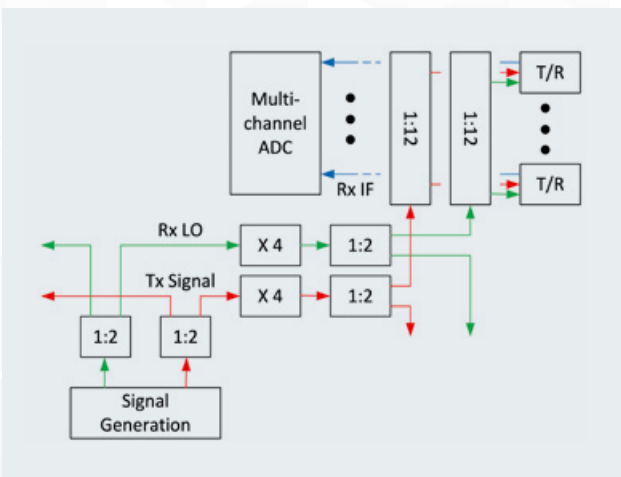 Multi-
channel
ADC
1:12
1:12
T/R
T/R
Rx IF
Rx LO
X 4
1:2
Tx Signal
X 4
1:2
1:2
1:2
Signal
Generation